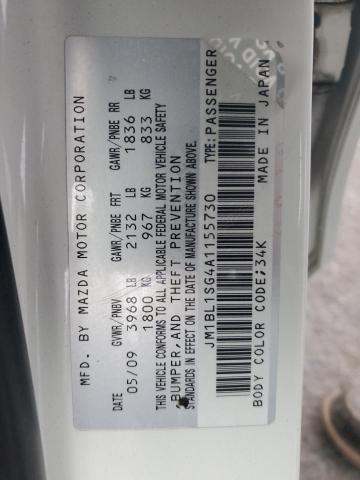 MFD. BY MAZDA MOTOR CORPORATION
DATE GVWR/PNBV GAWR/PNBE FRT GAWR/PNBE RR
05/09 3968 LB 2132 LB 1836 LB
1800 KG 967 KG 833 KG
THIS VEHICLE CONFORMS TO ALL APPLICABLE FEDERAL MOTOR VEHICLE SAFETY
BUMPER, AND THEFT PREVENTION
STANDARDS IN EFFECT ON THE DATE OF MANUFACTURE SHOWN ABOVE.
JM1BL1SG4A1155730 TYPE:PASSENGER
BODY COLOR CODE;34K MADE IN JAPAN